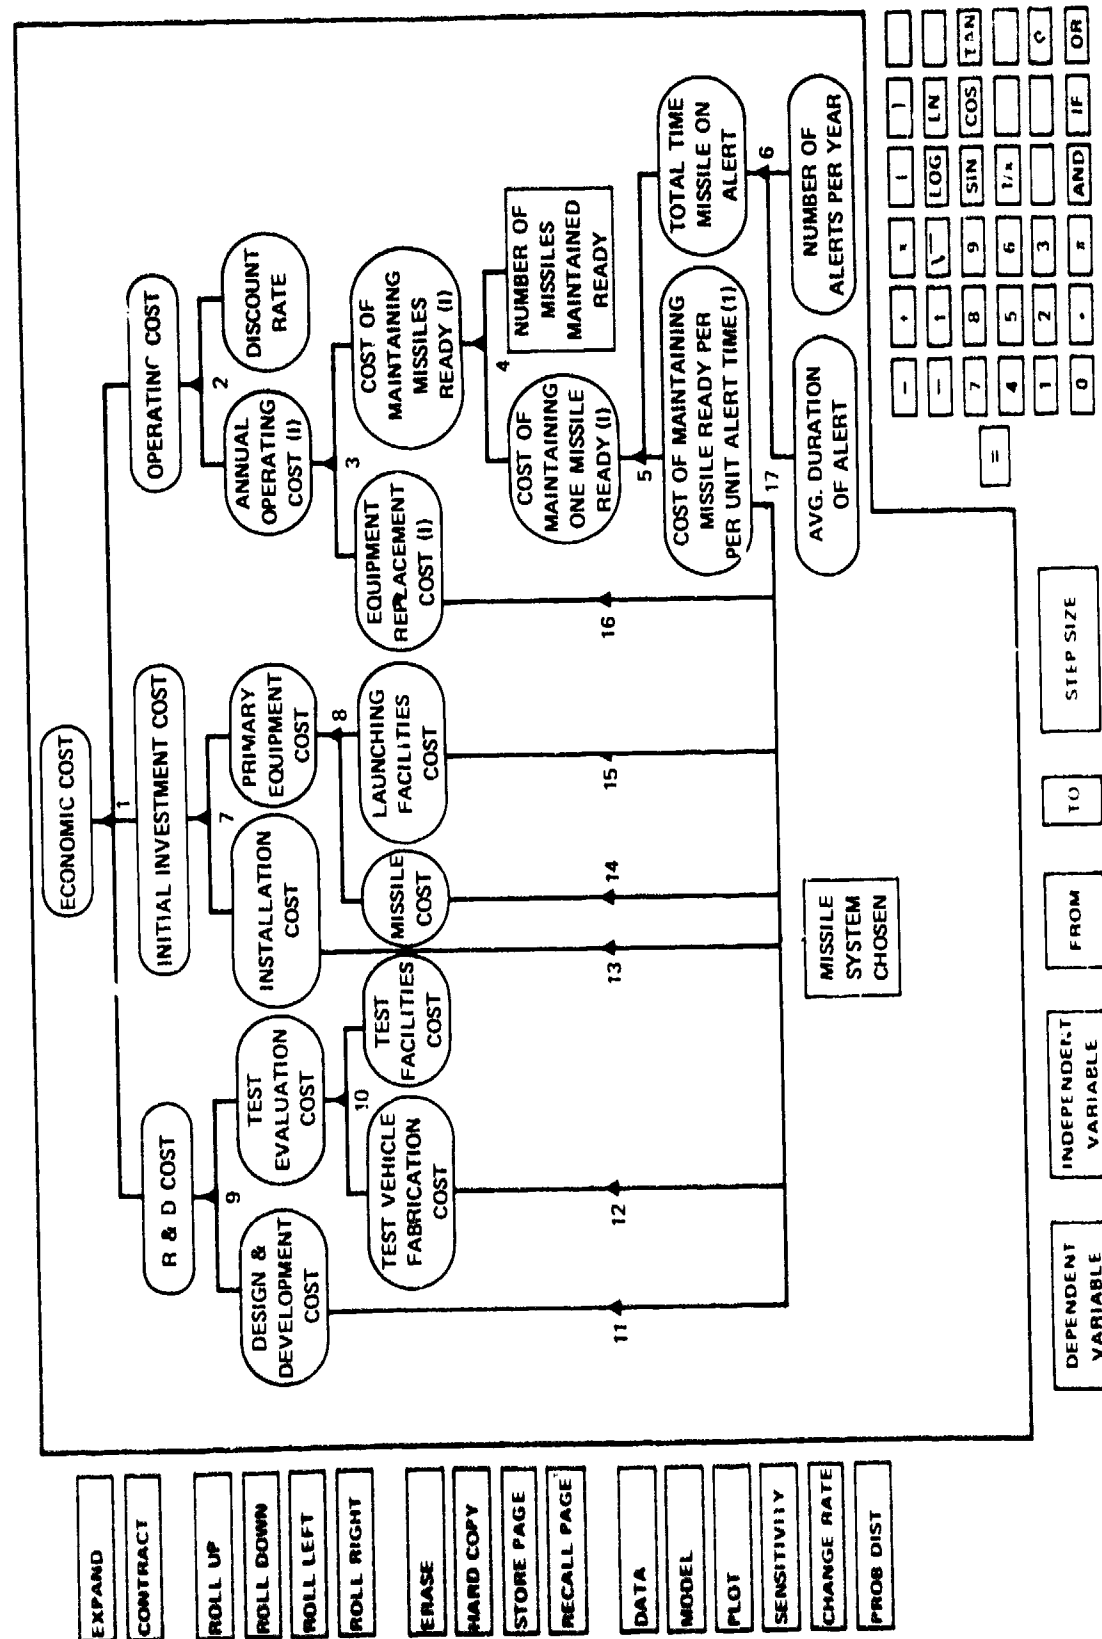 EXPAND
CONTRACT
ROLL UP
ROLL DOWN
ROLL LEFT
ROLL RIGHT
ERASE
HARD COPY
STORE PAGE
RECALL PAGE
DATA
MODEL
PLOT
SENSITIVITY
CHANGE RATE
PROB DIST
ECONOMIC COST
1
R & D COST
INITIAL INVESTMENT COST
OPERATING COST
9
7
2
DESIGN &
DEVELOPMENT
COST
TEST
EVALUATION
COST
INSTALLATION
COST
PRIMARY
EQUIPMENT
COST
ANNUAL
OPERATING
COST (I)
DISCOUNT
RATE
10
8
3
TEST VEHICLE
FABRICATION
COST
TEST
FACILITIES
COST
MISSILE
COST
LAUNCHING
FACILITIES
COST
EQUIPMENT
REPLACEMENT
COST (I)
COST OF
MAINTAINING
MISSILES
READY (I)
4
COST OF
MAINTAINING
ONE MISSILE
READY (I)
NUMBER OF
MISSILES
MAINTAINED
READY
11
12
13
14
15
16
5
COST OF MAINTAINING
MISSILE READY PER
PER UNIT ALERT TIME (1)
TOTAL TIME
MISSILE ON
ALERT
17
6
AVG. DURATION
OF ALERT
NUMBER OF
ALERTS PER YEAR
MISSILE
SYSTEM
CHOSEN
DEPENDENT
VARIABLE
INDEPENDENT
VARIABLE
FROM
TO
STEP SIZE
=
LOG LN
7 8 9 SIN COS TAN
4 5 6 1/x
1 2 3
0 AND IF OR